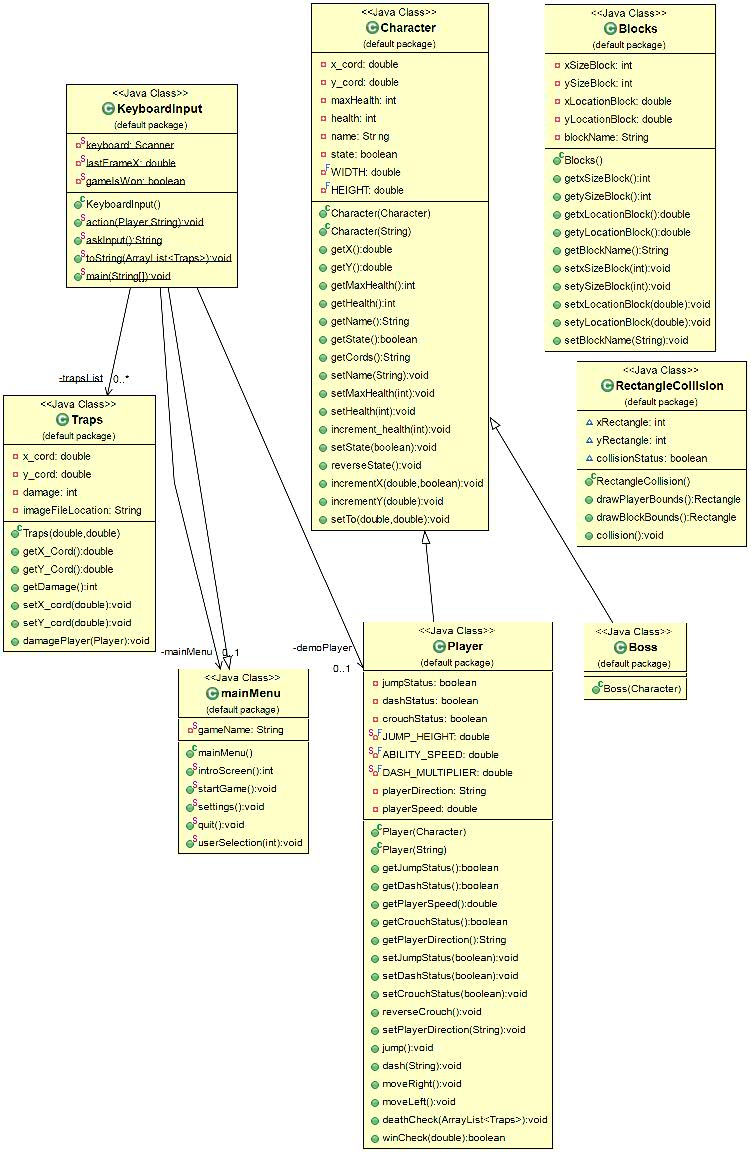 <<Java Class>>
KeyboardInput
(default package)
keyboard: Scanner
lastFrameX: double
gameIsWon: boolean
KeyboardInput()
action(Player,String):void
askInput():String
toString(ArrayList<Traps>):void
main(String[]):void
<<Java Class>>
Character
(default package)
x_cord: double
y_cord: double
maxHealth: int
health: int
name: String
state: boolean
WIDTH: double
HEIGHT: double
Character(Character)
Character(String)
getX():double
getY():double
getMaxHealth():int
getHealth():int
getName():String
getState():boolean
getCords():String
setName(String):void
setMaxHealth(int):void
setHealth(int):void
increment_health(int):void
setState(boolean):void
reverseState():void
incrementX(double,boolean):void
incrementY(double):void
setTo(double,double):void
<<Java Class>>
Blocks
(default package)
xSizeBlock: int
ySizeBlock: int
xLocationBlock: double
yLocationBlock: double
blockName: String
Blocks()
getxSizeBlock():int
getySizeBlock():int
getxLocationBlock():double
getyLocationBlock():double
getBlockName():String
setxSizeBlock(int):void
setySizeBlock(int):void
setxLocationBlock(double):void
setyLocationBlock(double):void
setBlockName(String):void
<<Java Class>>
RectangleCollision
(default package)
xRectangle: int
yRectangle: int
collisionStatus: boolean
RectangleCollision()
drawPlayerBounds():Rectangle
drawBlockBounds():Rectangle
collision():void
-trapsList 0..*
<<Java Class>>
Traps
(default package)
x_cord: double
y_cord: double
damage: int
imageFileLocation: String
Traps(double,double)
getX_Cord():double
getY_Cord():double
getDamage():int
setX_cord(double):void
setY_cord(double):void
damagePlayer(Player):void
-mainMenu 0..1
<<Java Class>>
mainMenu
(default package)
gameName: String
mainMenu()
introScreen():int
startGame():void
settings():void
quit():void
userSelection(int):void
-demoPlayer
0..1
<<Java Class>>
Player
(default package)
jumpStatus: boolean
dashStatus: boolean
crouchStatus: boolean
JUMP_HEIGHT: double
ABILITY_SPEED: double
DASH_MULTIPLIER: double
playerDirection: String
playerSpeed: double
Player(Character)
Player(String)
getJumpStatus():boolean
getDashStatus():boolean
getPlayerSpeed():double
getCrouchStatus():boolean
getPlayerDirection():String
setJumpStatus(boolean):void
setDashStatus(boolean):void
setCrouchStatus(boolean):void
reverseCrouch():void
setPlayerDirection(String):void
jump():void
dash(String):void
moveRight():void
moveLeft():void
deathCheck(ArrayList<Traps>):void
winCheck(double):boolean
<<Java Class>>
Boss
(default package)
Boss(Character)